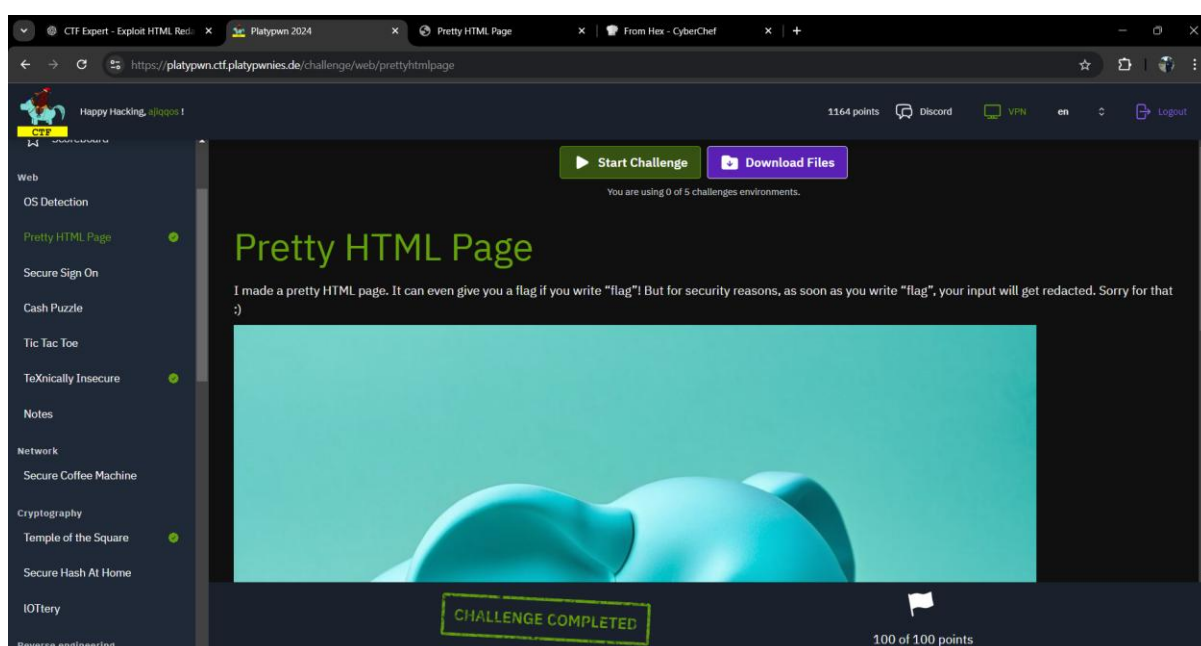 CTF Expert - Exploit HTML Reda
Platypwn 2024
Pretty HTML Page
From Hex - CyberChef
https://platypwn.ctf.platypwnies.de/challenge/web/prettyhtmlpage
CTF
Happy Hacking, ajiqqos !
1164 points
Discord
VPN
en
Logout
Scoreboard
Web
OS Detection
Pretty HTML Page
Secure Sign On
Cash Puzzle
Tic Tac Toe
TeXnically Insecure
Notes
Network
Secure Coffee Machine
Cryptography
Temple of the Square
Secure Hash At Home
IOTtery
Reverse engineering
Start Challenge
Download Files
You are using 0 of 5 challenges environments.
Pretty HTML Page
I made a pretty HTML page. It can even give you a flag if you write “flag”! But for security reasons, as soon as you write “flag”, your input will get redacted. Sorry for that
:)
CHALLENGE COMPLETED
100 of 100 points